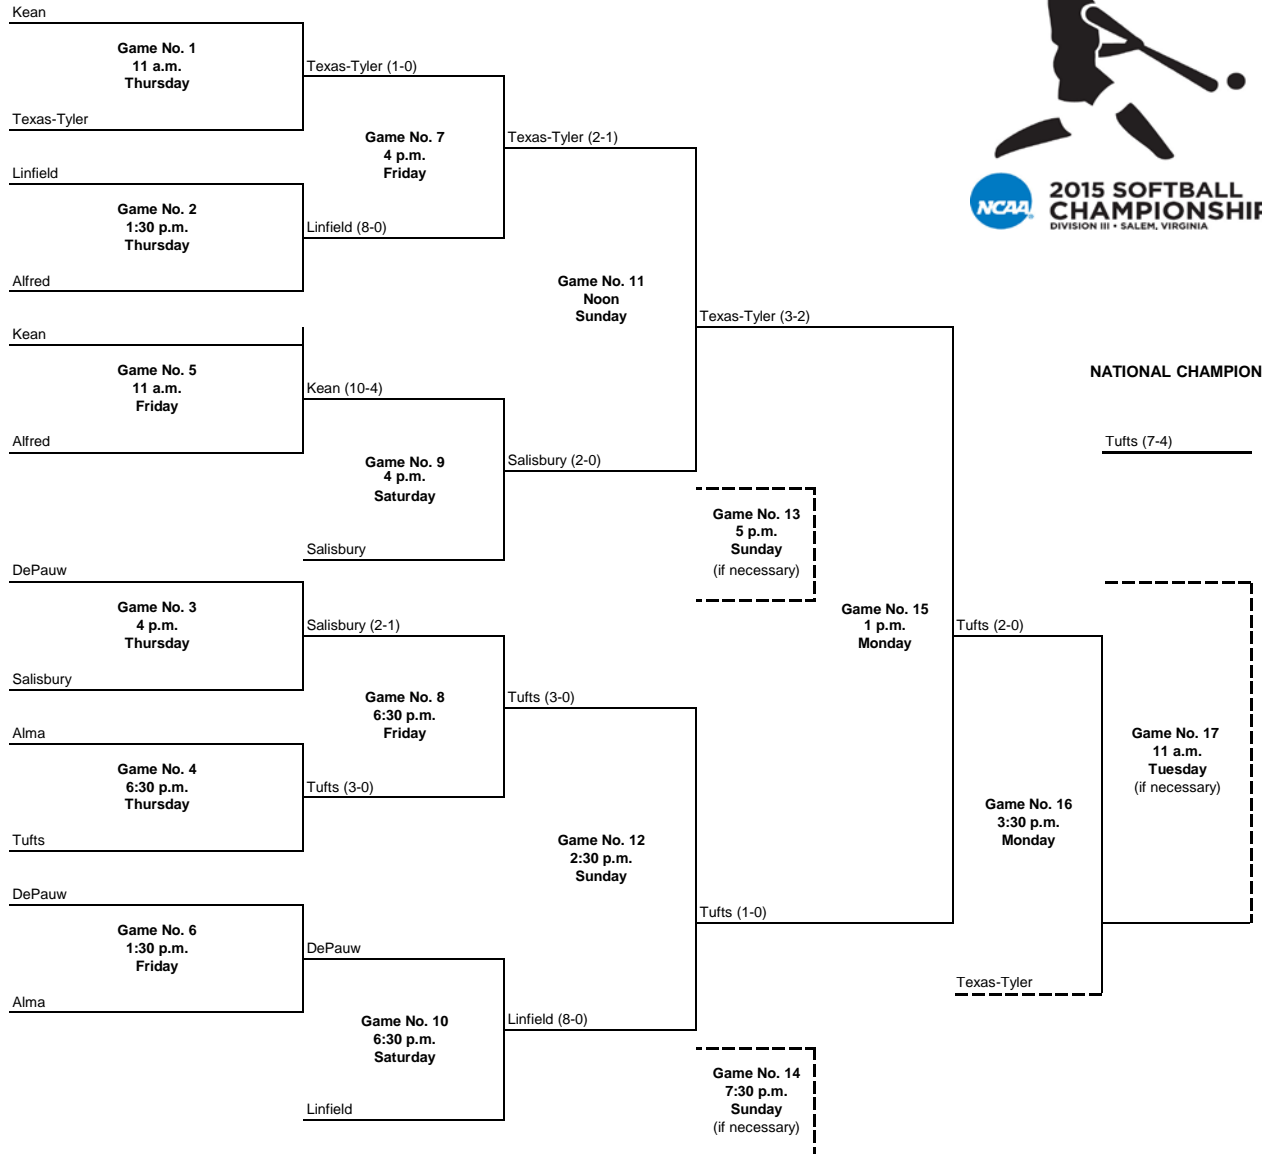 Kean
Game No. 1
11 a.m.
Thursday
Texas-Tyler (1-0)
Texas-Tyler
Game No. 7
4 p.m.
Friday
Texas-Tyler (2-1)
Linfield
Game No. 2
1:30 p.m.
Thursday
Linfield (8-0)
Alfred
NCAA
2015 SOFTBALL
CHAMPIONSHIP
DIVISION III • SALEM, VIRGINIA
Game No. 11
Noon
Sunday
Texas-Tyler (3-2)
Kean
Game No. 5
11 a.m.
Friday
Kean (10-4)
Alfred
Game No. 9
4 p.m.
Saturday
Salisbury (2-0)
Salisbury
NATIONAL CHAMPION
Tufts (7-4)
Game No. 13
5 p.m.
Sunday
(if necessary)
DePauw
Game No. 3
4 p.m.
Thursday
Salisbury (2-1)
Salisbury
Game No. 8
6:30 p.m.
Friday
Tufts (3-0)
Alma
Game No. 4
6:30 p.m.
Thursday
Tufts (3-0)
Tufts
Game No. 15
1 p.m.
Monday
Tufts (2-0)
Game No. 17
11 a.m.
Tuesday
(if necessary)
Game No. 16
3:30 p.m.
Monday
Game No. 12
2:30 p.m.
Sunday
Tufts (1-0)
DePauw
Game No. 6
1:30 p.m.
Friday
DePauw
Alma
Game No. 10
6:30 p.m.
Saturday
Linfield (8-0)
Linfield
Texas-Tyler
Game No. 14
7:30 p.m.
Sunday
(if necessary)